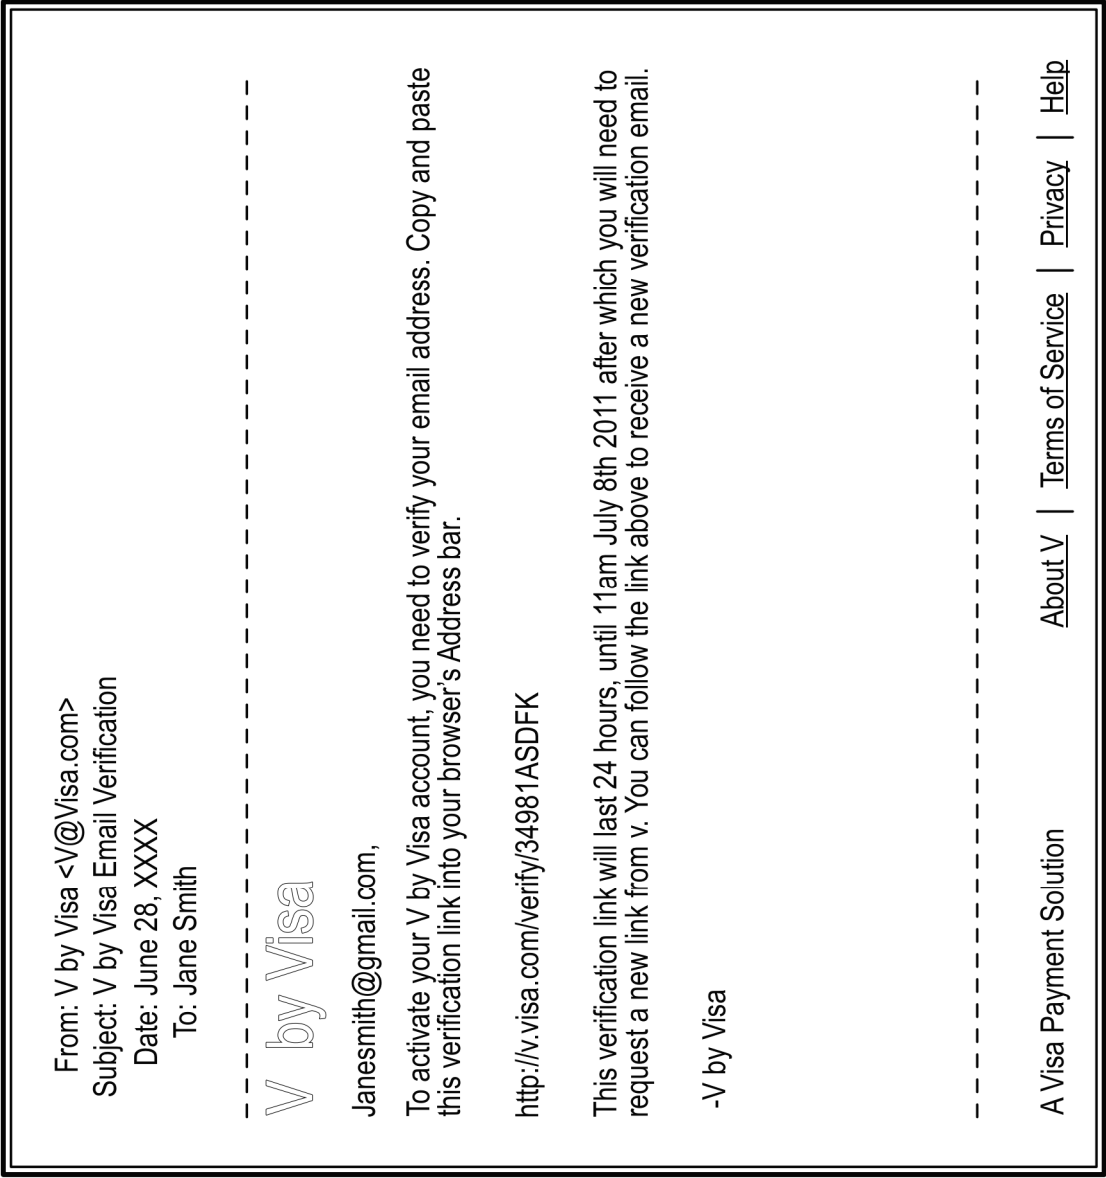 From: V by Visa <V@Visa.com>
Subject: V by Visa Email Verification
Date: June 28, XXXX
To: Jane Smith
V by Visa
Janesmith@gmail.com,
To activate your V by Visa account, you need to verify your email address. Copy and paste
this verification link into your browser's Address bar.
http://v.visa.com/verify/34981ASDFK
This verification link will last 24 hours, until 11am July 8th 2011 after which you will need to
request a new link from v. You can follow the link above to receive a new verification email.
-V by Visa
A Visa Payment Solution About V | Terms of Service | Privacy | Help